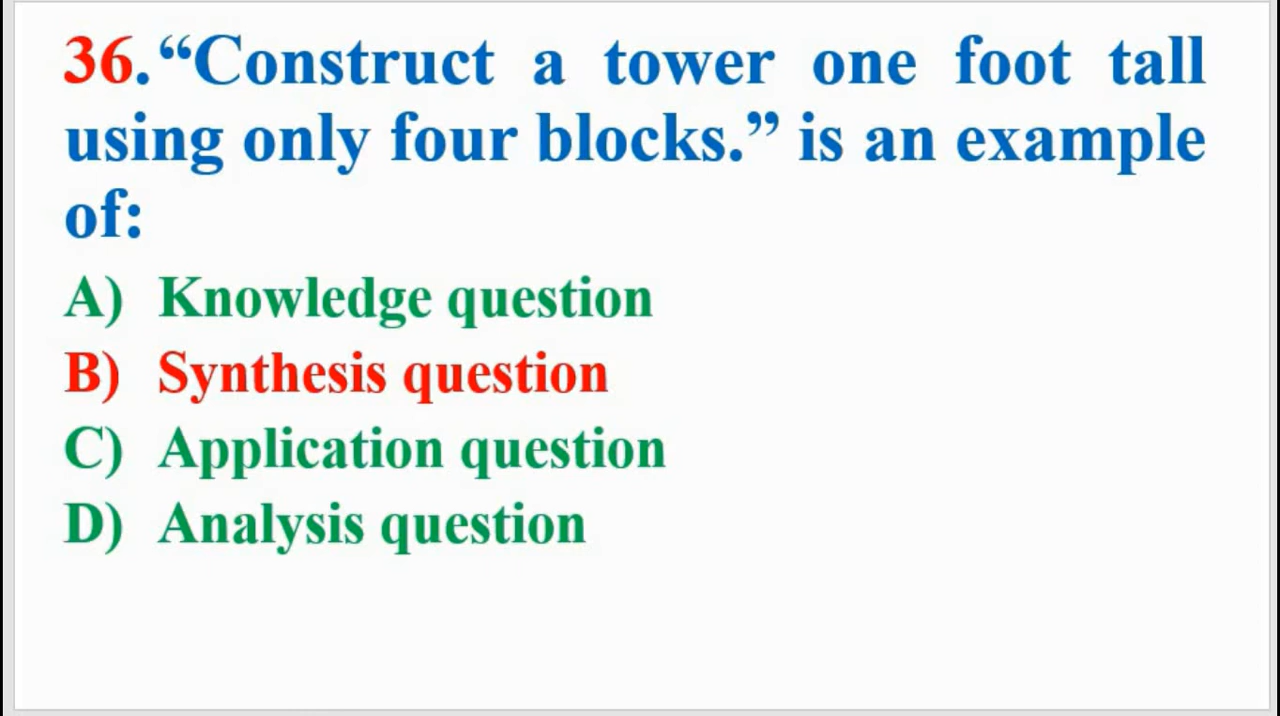 36. “Construct a tower one foot tall
using only four blocks.” is an example
of:
A) Knowledge question
B) Synthesis question
C) Application question
D) Analysis question